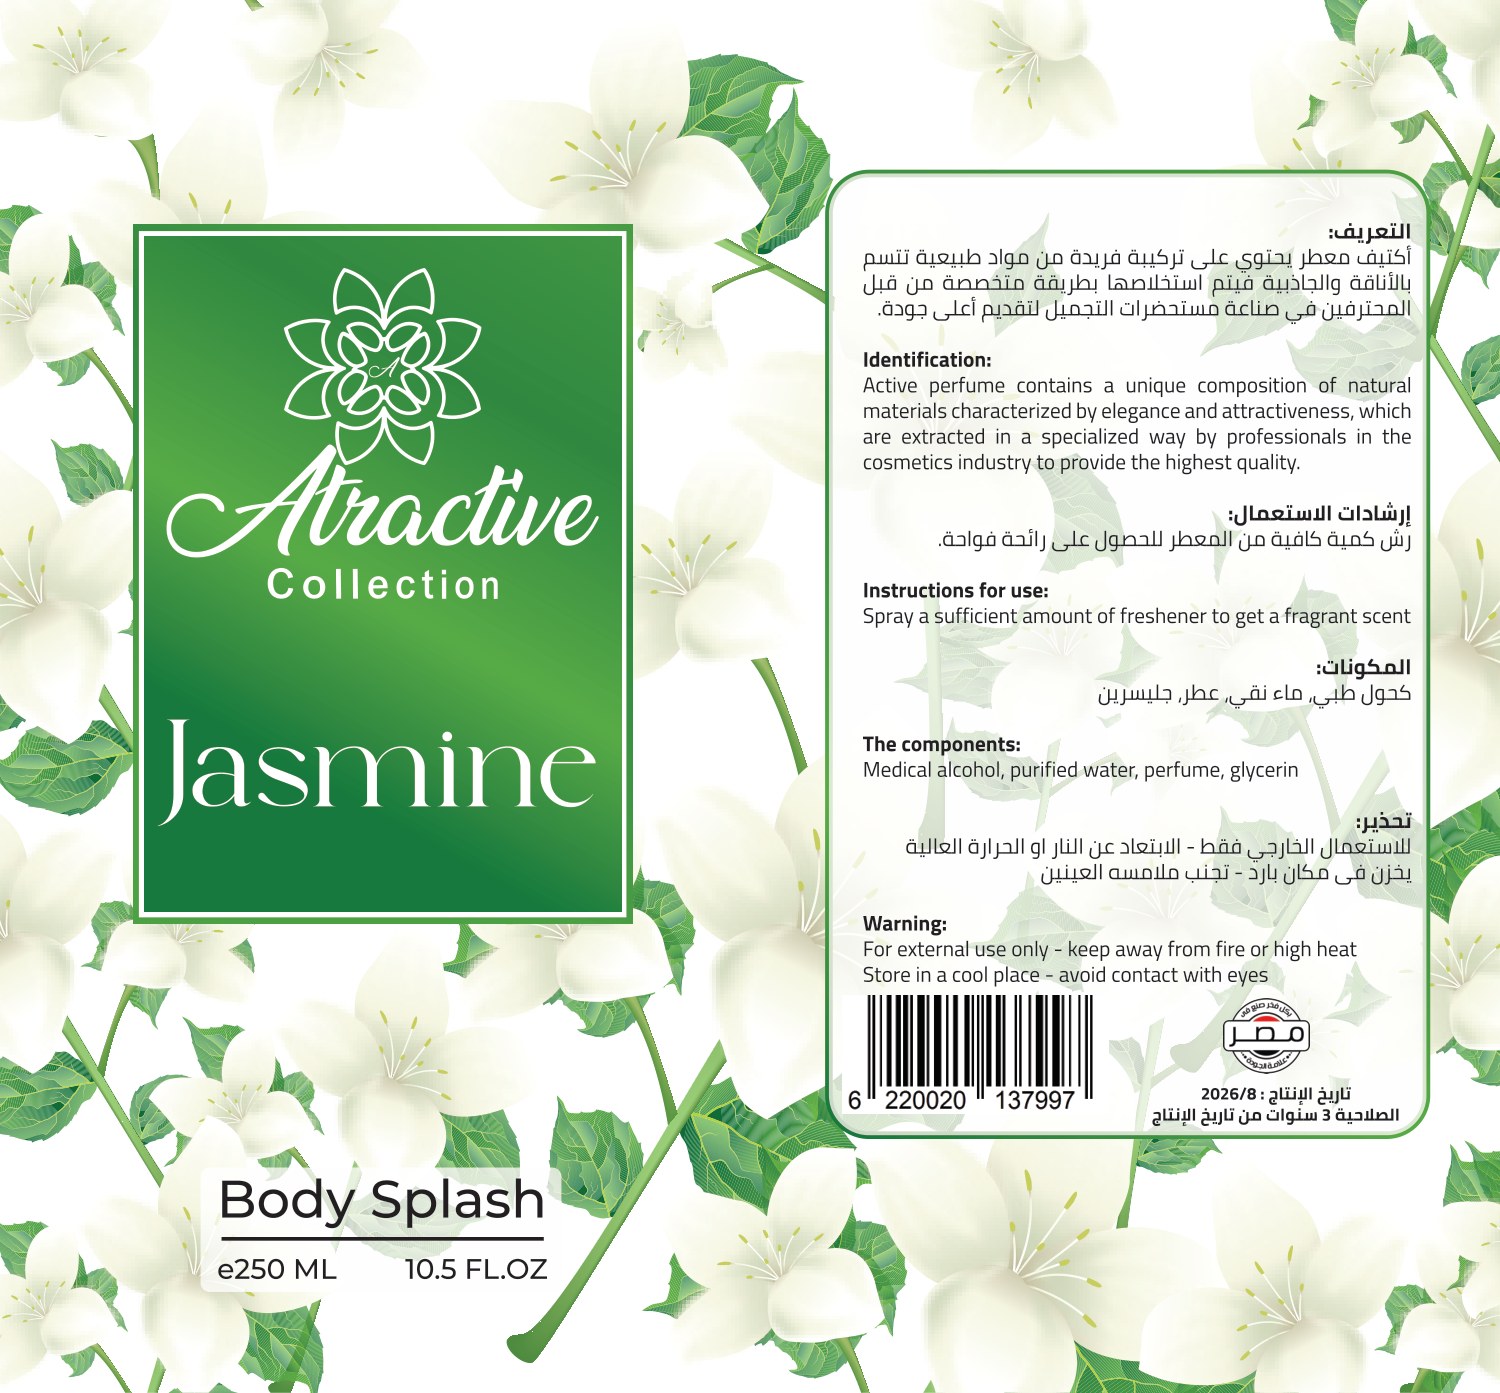 A
Atractive
Collection
Jasmine
Body Splash
e250 ML 10.5 FL.OZ
التعريف:
أكتيف معطر يحتوي على تركيبة فريدة من مواد طبيعية تتسم
بالأناقة والجاذبية فيتم استخلاصها بطريقة متخصصة من قبل
المحترفين في صناعة مستحضرات التجميل لتقديم أعلى جودة.
Identification:
Active perfume contains a unique composition of natural
materials characterized by elegance and attractiveness, which
are extracted in a specialized way by professionals in the
cosmetics industry to provide the highest quality.
إرشادات الاستعمال:
رش كمية كافية من المعطر للحصول على رائحة فواحة.
Instructions for use:
Spray a sufficient amount of freshener to get a fragrant scent
المكونات:
كحول طبي, ماء نقي, عطر, جليسرين
The components:
Medical alcohol, purified water, perfume, glycerin
تحذير:
للاستعمال الخارجي فقط - الابتعاد عن النار او الحرارة العالية
يخزن فى مكان بارد - تجنب ملامسه العينين
Warning:
For external use only - keep away from fire or high heat
Store in a cool place - avoid contact with eyes
6 220020 137997
بكل فخر صنع في
مصر
علامة الجودة
تاريخ الإنتاج : 2026/8
الصلاحية 3 سنوات من تاريخ الإنتاج